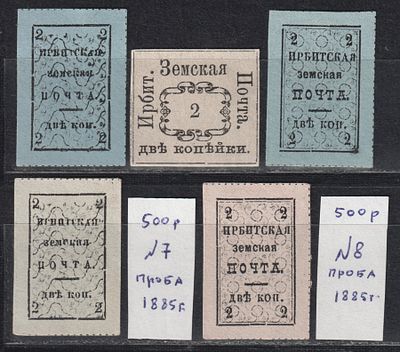 2 2
ИРБИТСКАЯ
земская
ПОЧТА.
двѣ коп.
2 2
Ирбит. Земская Почта.
2
двѣ копѣйки.
2 2
ИРБИТСКАЯ
земская
ПОЧТА.
двѣ коп.
2 2
2 2
ИРБИТСКАЯ
земская
ПОЧТА.
двѣ коп.
2 2
500р
№7
ПРОБА
1885г.
2 2
ИРБИТСКАЯ
земская
ПОЧТА.
двѣ коп.
2 2
500р
№8
ПРОБА
1885г